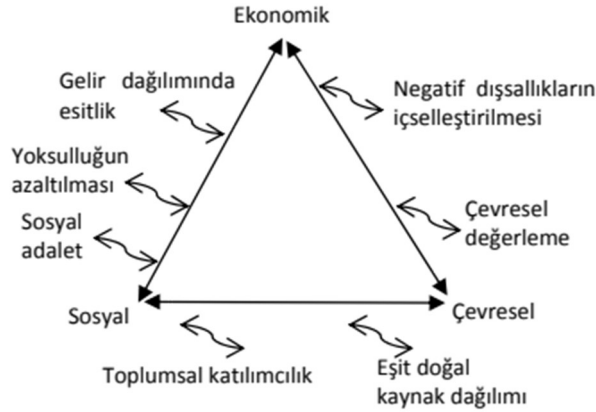 Ekonomik
Gelir dağılımında
esitlik
Negatif dışsallıkların
içselleştirilmesi
Yoksulluğun
azaltılması
Sosyal
adalet
Çevresel
değerleme
Sosyal
Çevresel
Toplumsal katılımcılık
Eşit doğal
kaynak dağılımı